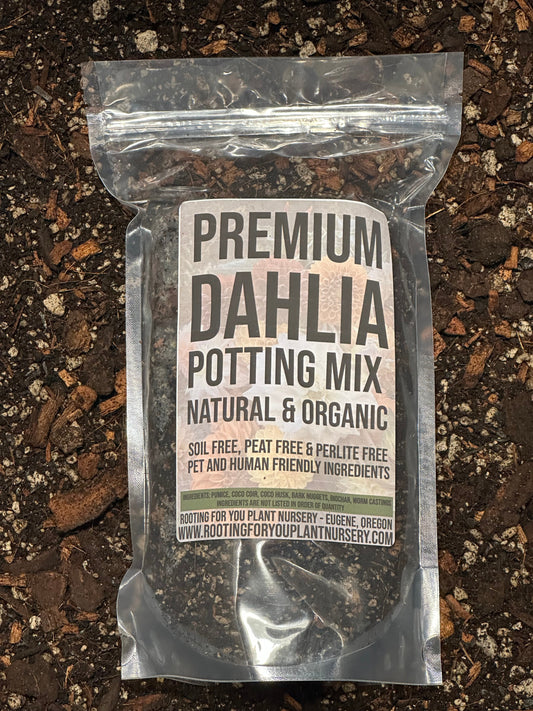 PREMIUM
DAHLIA
POTTING MIX
NATURAL & ORGANIC
SOIL FREE, PEAT FREE & PERLITE FREE
PET AND HUMAN FRIENDLY INGREDIENTS
INGREDIENTS: PUMICE, COCO COIR, COCO HUSK, BARK NUGGETS, BIOCHAR, WORM CASTINGS
INGREDIENTS ARE NOT LISTED IN ORDER OF QUANTITY
ROOTING FOR YOU PLANT NURSERY - EUGENE, OREGON
WWW.ROOTINGFORYOUPLANTNURSERY.COM